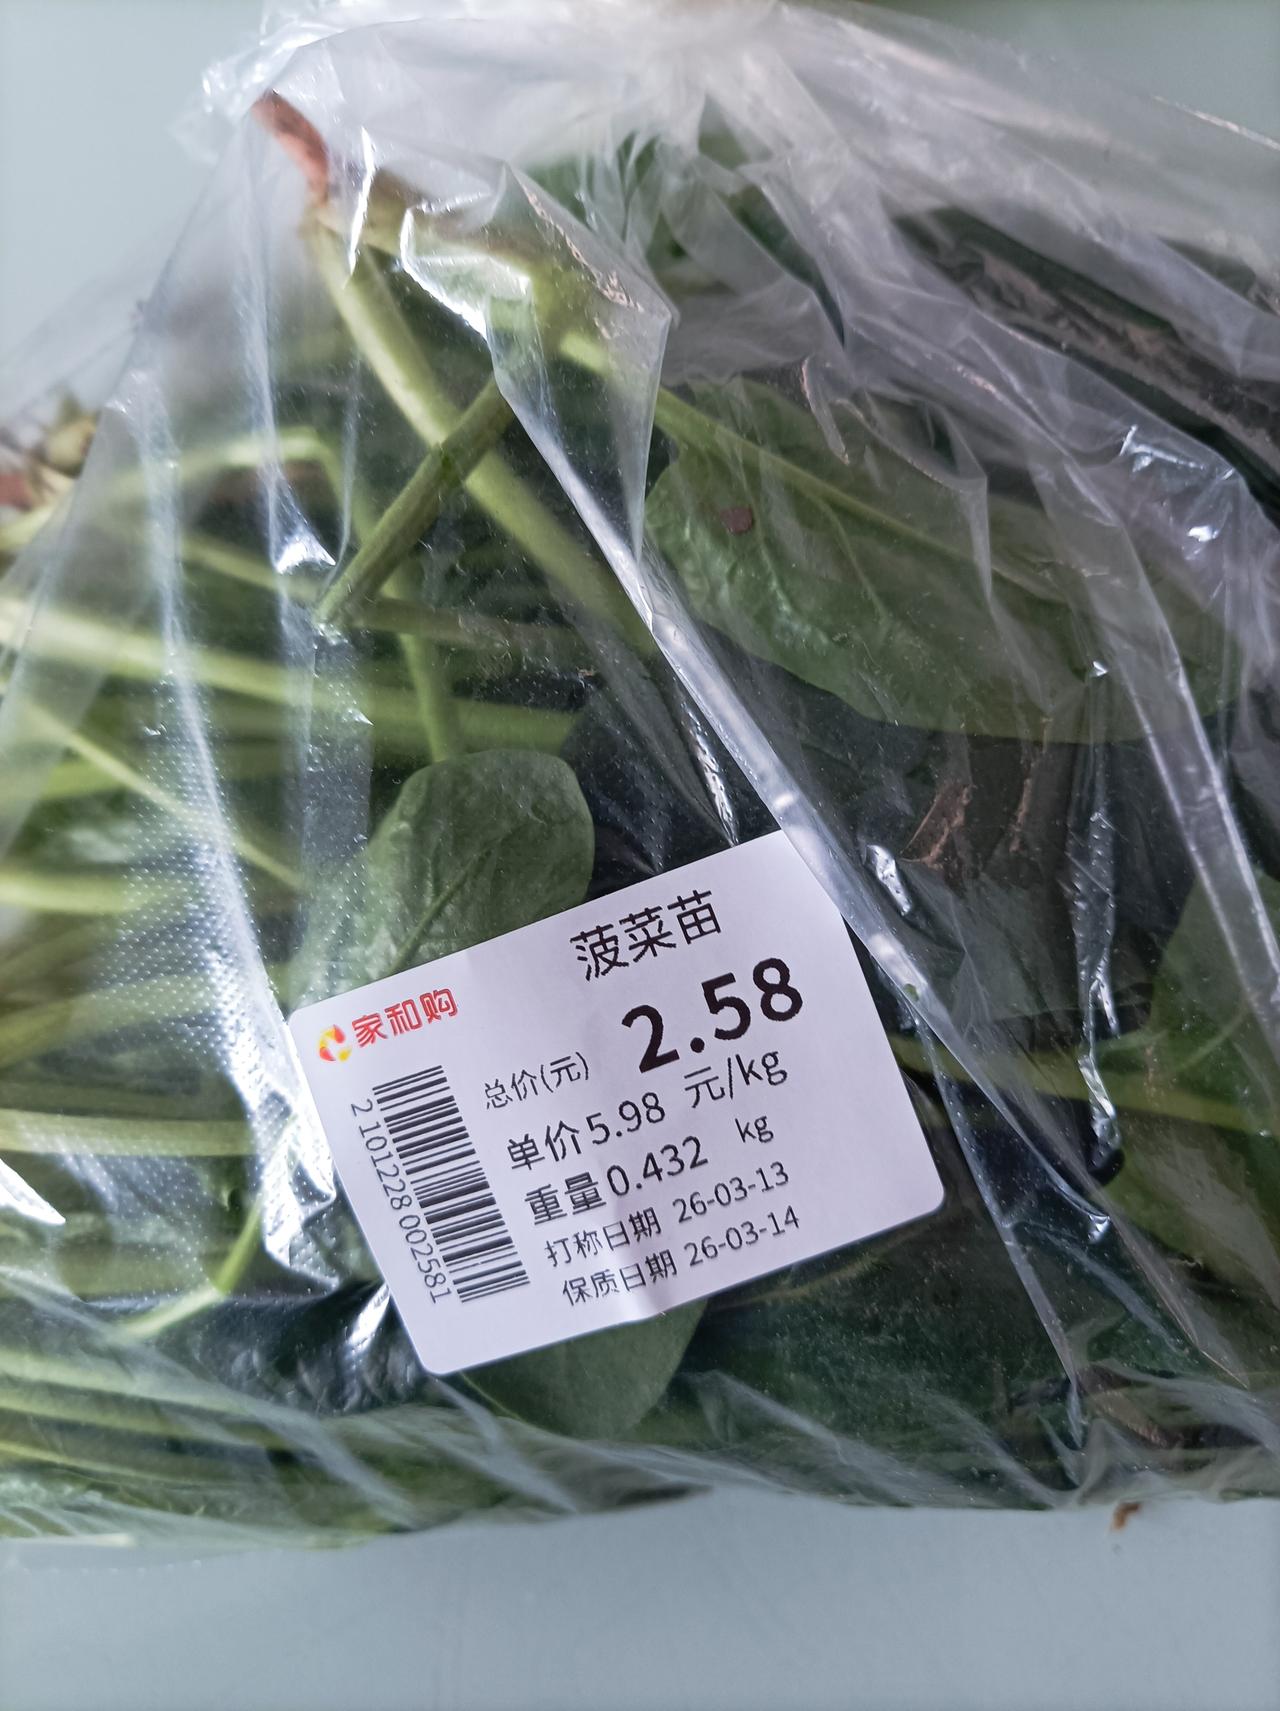 菠菜苗
家和购
2.58
总价(元)
单价5.98 元/kg
重量0.432 kg
打称日期 26-03-13
保质日期 26-03-14
2 101228 002581